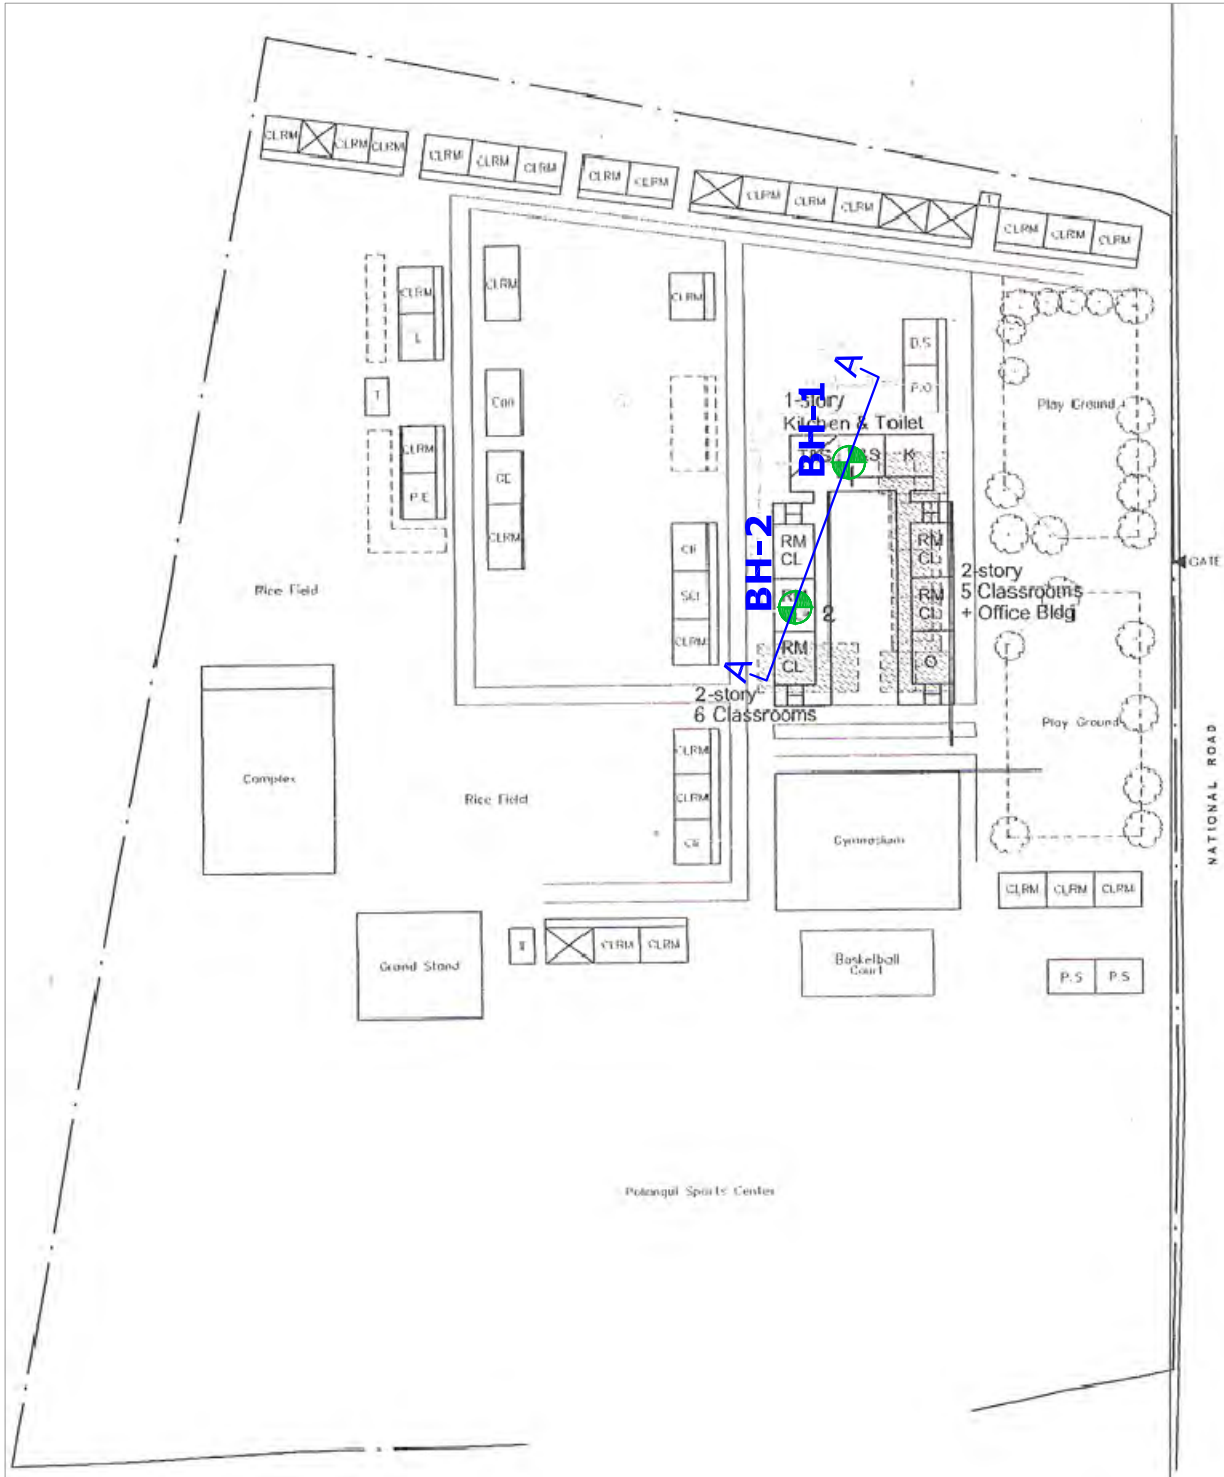 CLRM
CLRM
CLRM
CLRM
CLRM
CLRM
CLRM
CLRM
CLRM
CLRM
CLRM
T
CLRM
CLRM
CLRM
CLRM
L
T
CLRM
P.E
CLRM
Can
CE
CLRM
CLRM
CR
SCI
CLRM
D.S
P.O
A
BH-1
1-story
Kitchen & Toilet
K
BH-2
RM
CL
RM
2
RM
CL
A
2-story
6 Classrooms
RM
CL
RM
CL
O
2-story
5 Classrooms
+ Office Bldg
Play Ground
GATE
Play Ground
NATIONAL ROAD
Rice Field
Complex
Rice Field
CLRM
CLRM
CR
Gymnasium
CLRM
CLRM
CLRM
Grand Stand
CLRM
CLRM
Basketball
Court
P.S
P.S
Polangui Sports Center